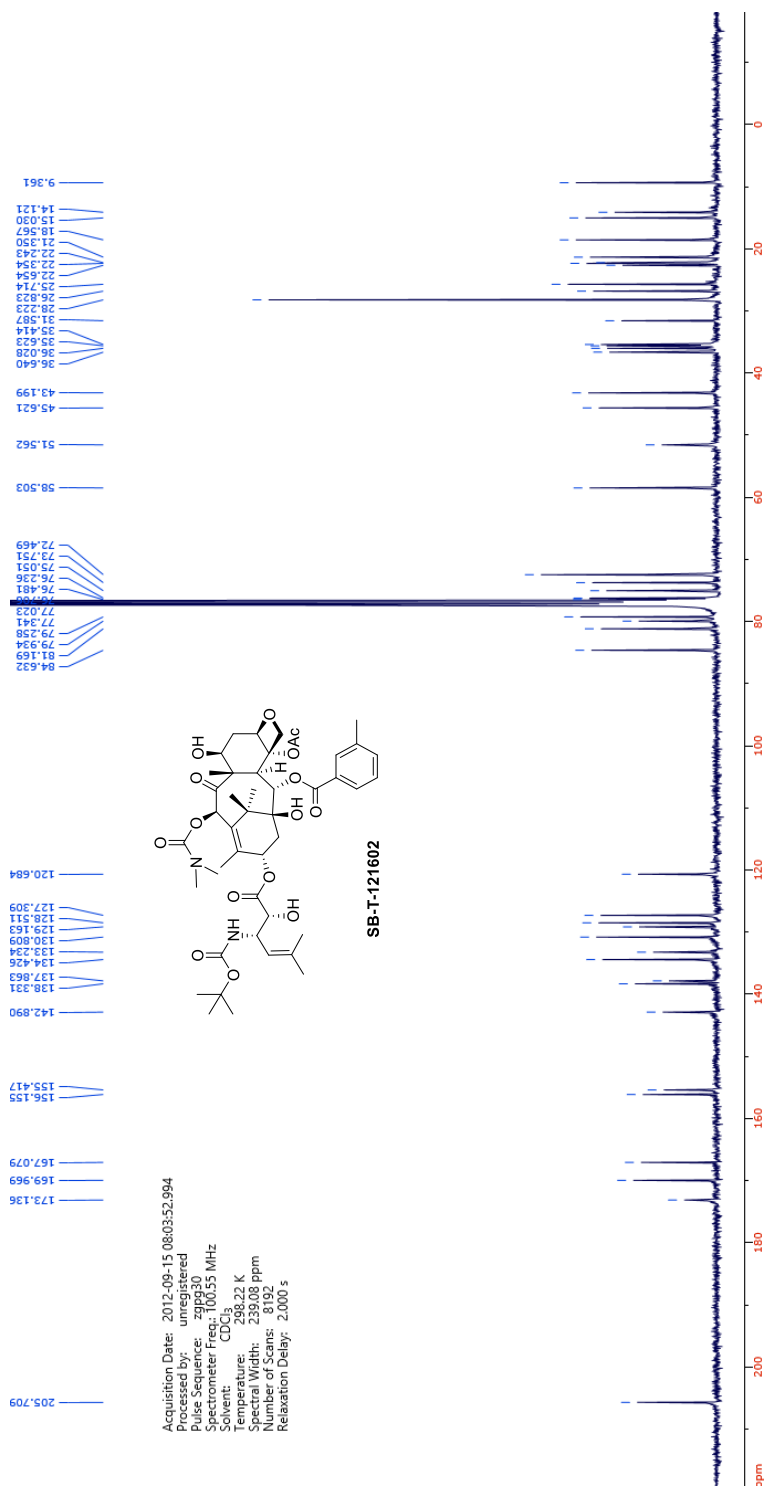 205.709
173.136
169.969
167.079
156.155
155.417
142.890
138.331
137.863
134.426
133.234
130.809
129.163
128.511
127.309
120.684
84.632
81.169
79.934
79.258
77.341
77.023
76.481
76.236
75.051
73.751
72.469
58.503
51.562
45.621
43.199
36.640
36.028
35.623
35.414
31.587
28.223
26.823
25.714
22.654
22.354
22.243
21.350
18.567
15.030
14.121
9.361
Acquisition Date: 2012-09-15 08:03:52.994
Processed by: unregistered
Pulse Sequence: zgpg30
Spectrometer Freq.: 100.55 MHz
Solvent: CDCl3
Temperature: 298.22 K
Spectral Width: 239.08 ppm
Number of Scans: 8192
Relaxation Delay: 2.000 s
O
N
O
O
OH
O
NH
O
O
O
OH
O
H
OAc
O
OH
O
O
SB-T-121602
ppm 200 180 160 140 120 100 80 60 40 20 0